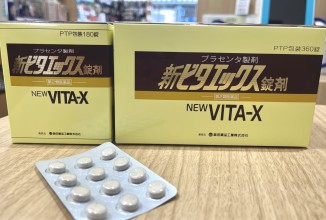 PTP包装180錠
プラセンタ製剤
新ビタエックス錠剤
NEW VITA-X
PTP包装360錠
プラセンタ製剤
新ビタエックス錠剤
NEW VITA-X